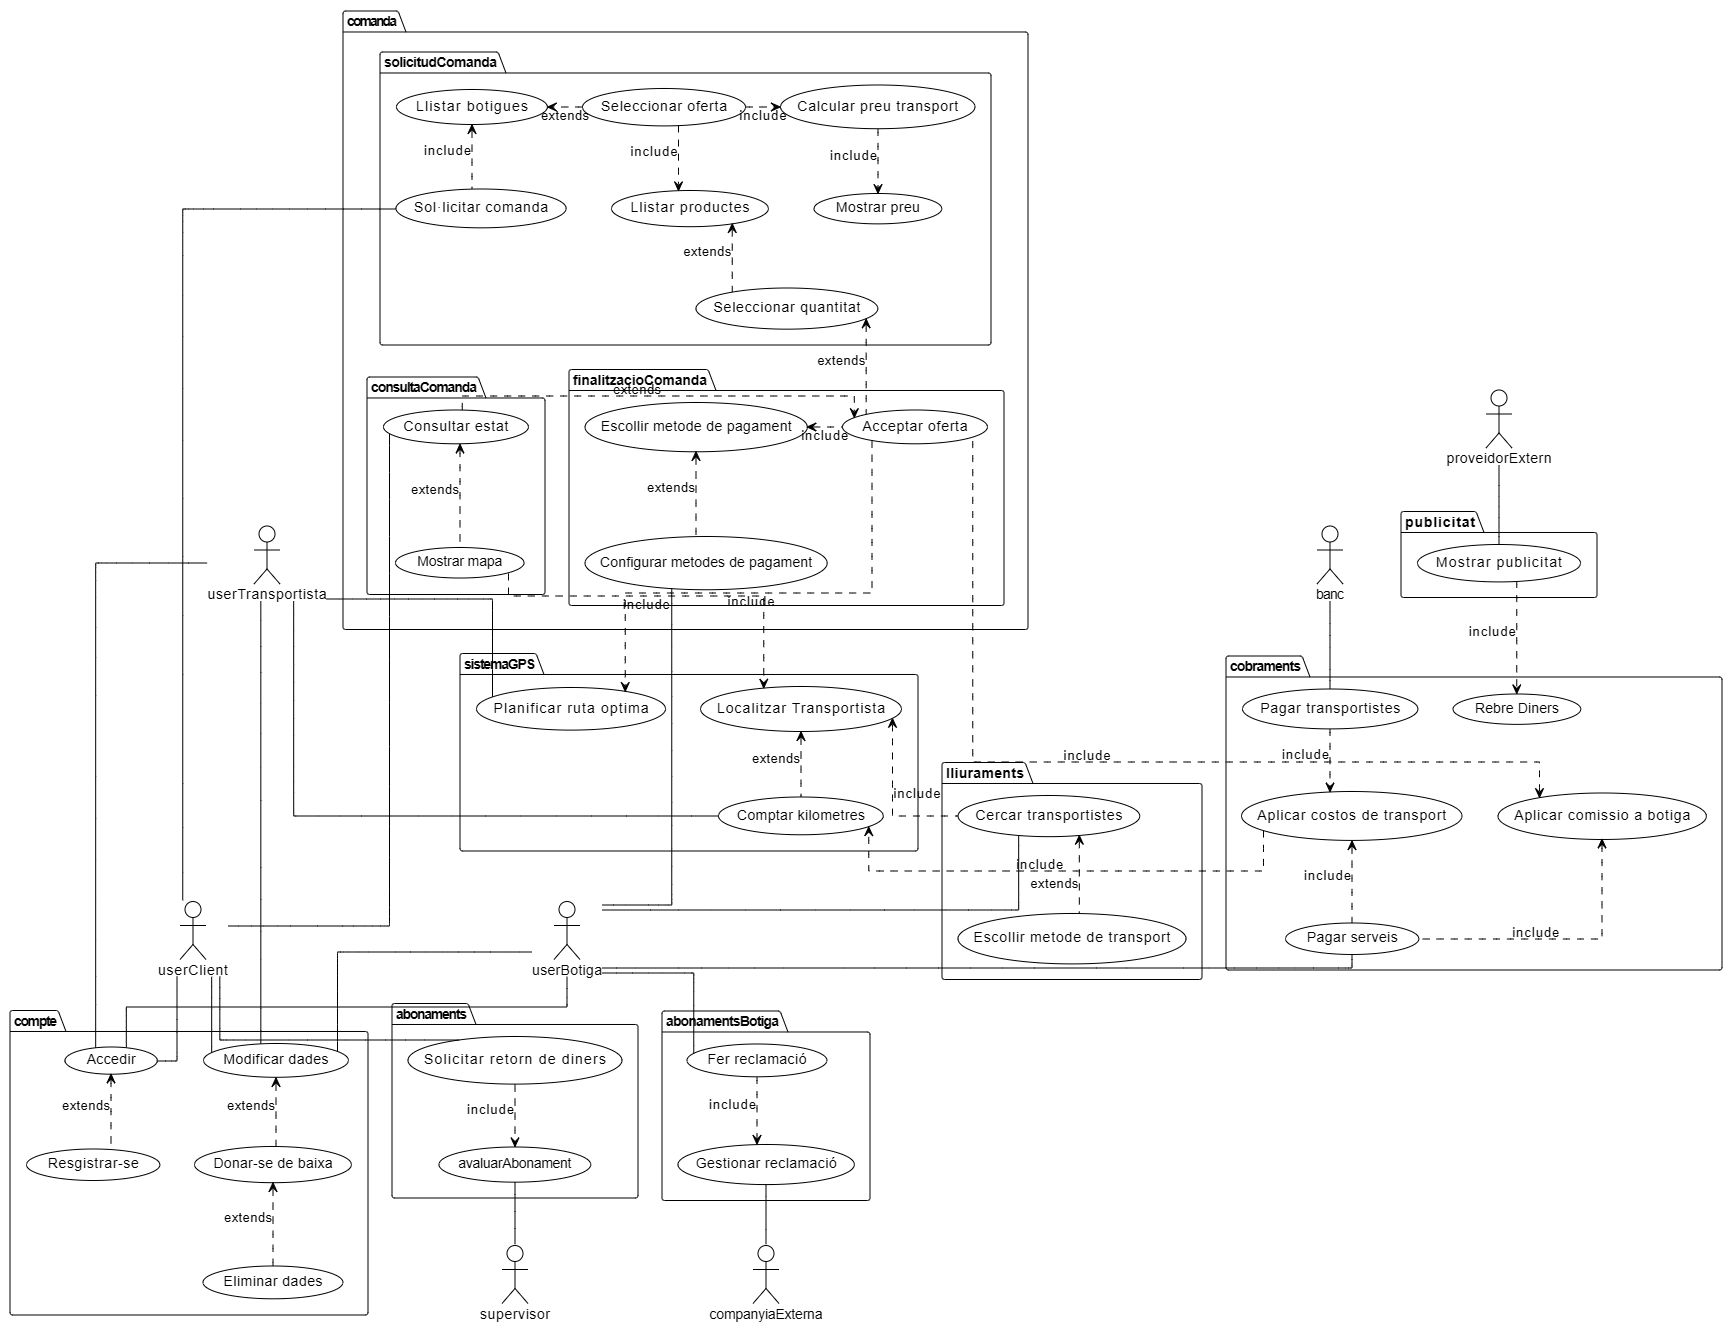 comanda
solicitudComanda
Llistar botigues
extends
Seleccionar oferta
include
Calcular preu transport
include
include
include
Sol·licitar comanda
Llistar productes
Mostrar preu
extends
Seleccionar quantitat
extends
consultaComanda
finalitzacioComanda
extends
Consultar estat
Escollir metode de pagament
include
Acceptar oferta
extends
extends
Mostrar mapa
Configurar metodes de pagament
include
include
proveidorExtern
publicitat
Mostrar publicitat
include
banc
userTransportista
sistemaGPS
Planificar ruta optima
Localitzar Transportista
extends
Comptar kilometres
include
lliuraments
Cercar transportistes
include
extends
Escollir metode de transport
cobraments
Pagar transportistes
Rebre Diners
include
include
Aplicar costos de transport
Aplicar comissio a botiga
include
Pagar serveis
include
userClient
userBotiga
compte
Accedir
Modificar dades
extends
extends
Resgistrar-se
Donar-se de baixa
extends
Eliminar dades
abonaments
Solicitar retorn de diners
include
avaluarAbonament
supervisor
abonamentsBotiga
Fer reclamació
include
Gestionar reclamació
companyiaExterna